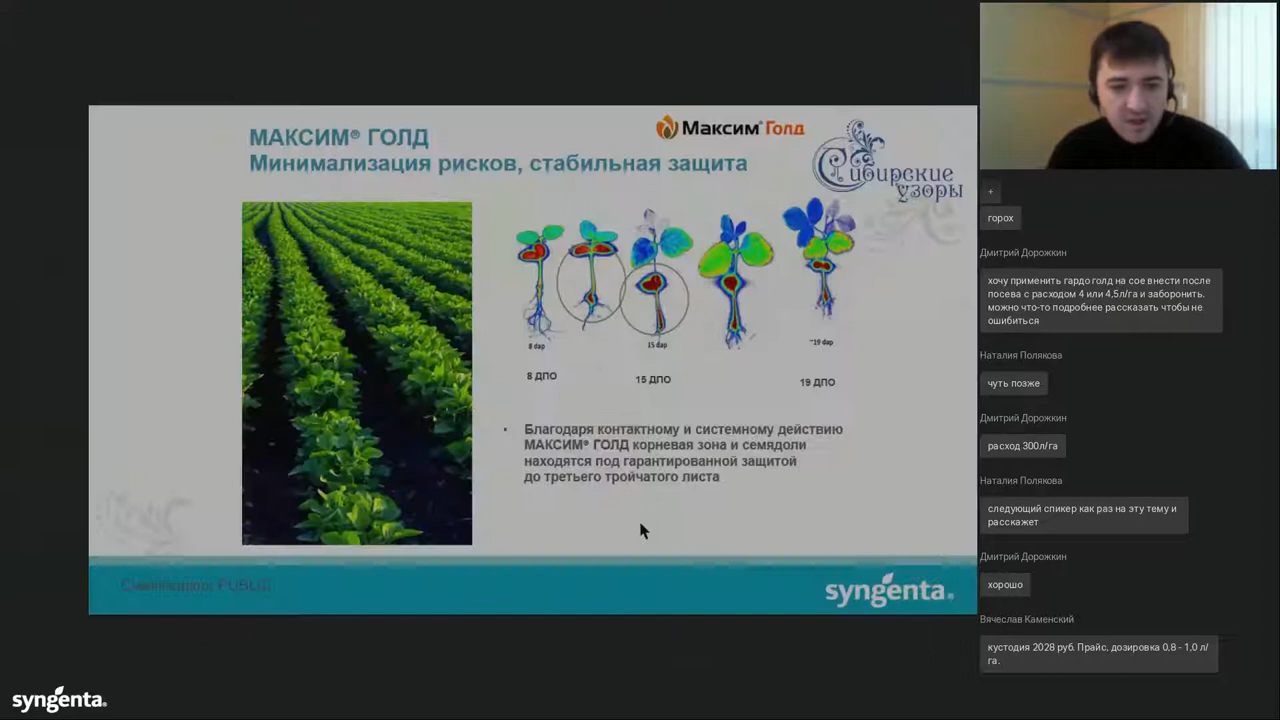 МАКСИМ® ГОЛД
Минимализация рисков, стабильная защита
Максим® Голд
Сибирские
узоры
8 dap
15 dap
~19 dap
8 ДПО
15 ДПО
19 ДПО
• Благодаря контактному и системному действию
МАКСИМ® ГОЛД корневая зона и семядоли
находятся под гарантированной защитой
до третьего тройчатого листа
Classification: PUBLIC
syngenta.
syngenta.
+
горох
Дмитрий Дорожкин
хочу применить гардо голд на сое внести после
посева с расходом 4 или 4,5л/га и заборонить.
можно что-то подробнее рассказать чтобы не
ошибиться
Наталия Полякова
чуть позже
Дмитрий Дорожкин
расход 300л/га
Наталия Полякова
следующий спикер как раз на эту тему и
расскажет
Дмитрий Дорожкин
хорошо
Вячеслав Каменский
кустодия 2028 руб. Прайс, дозировка 0,8 - 1,0 л/
га.